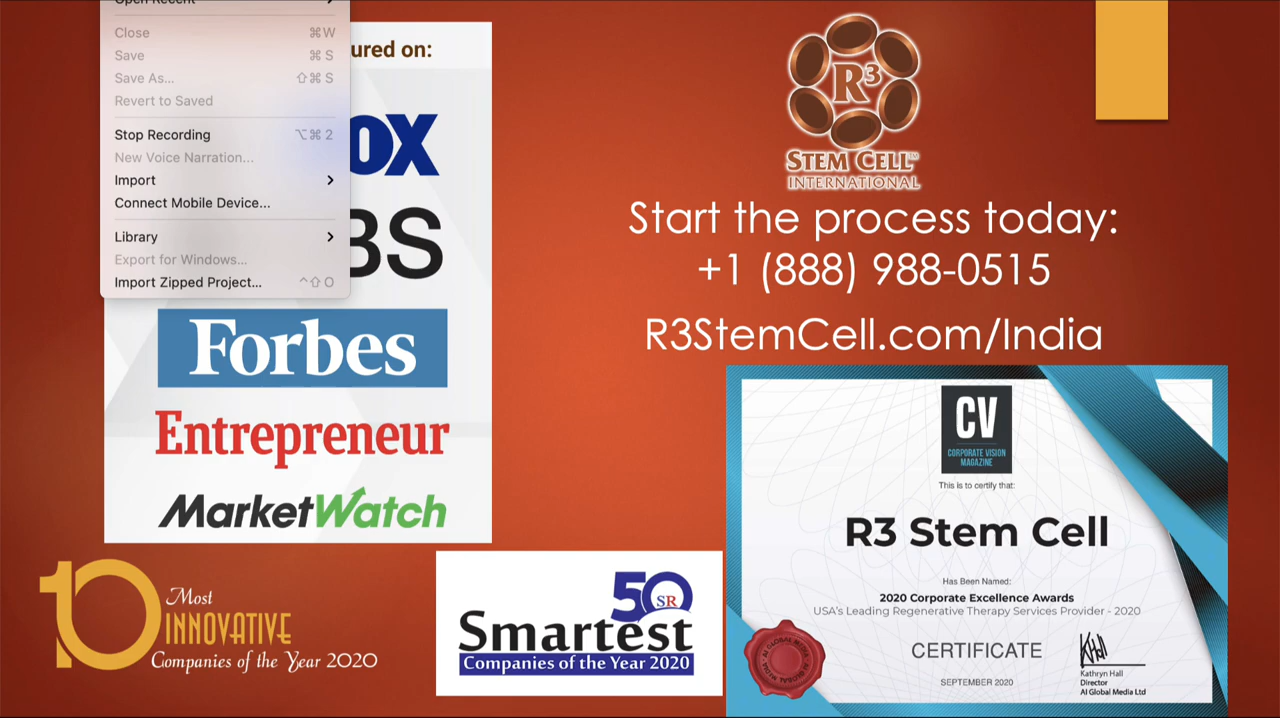 Open Recent
Close ⌘W
Save ⌘ S
Save As... ⇧⌘ S
Revert to Saved
Stop Recording ⌥⌘ 2
New Voice Narration...
Import
Connect Mobile Device...
Library
Export for Windows...
Import Zipped Project... ^⇧O
ured on:
OX
BS
Forbes
Entrepreneur
MarketWatch
R3
STEM CELL™
INTERNATIONAL
Start the process today:
+1 (888) 988-0515
R3StemCell.com/India
CV
CORPORATE VISION
MAGAZINE
This is to certify that:
R3 Stem Cell
Has Been Named:
2020 Corporate Excellence Awards
USA's Leading Regenerative Therapy Services Provider - 2020
CERTIFICATE
SEPTEMBER 2020
Kathryn Hall
Director
AI Global Media Ltd
10 Most
INNOVATIVE
Companies of the Year 2020
50
SR
Smartest
Companies of the Year 2020